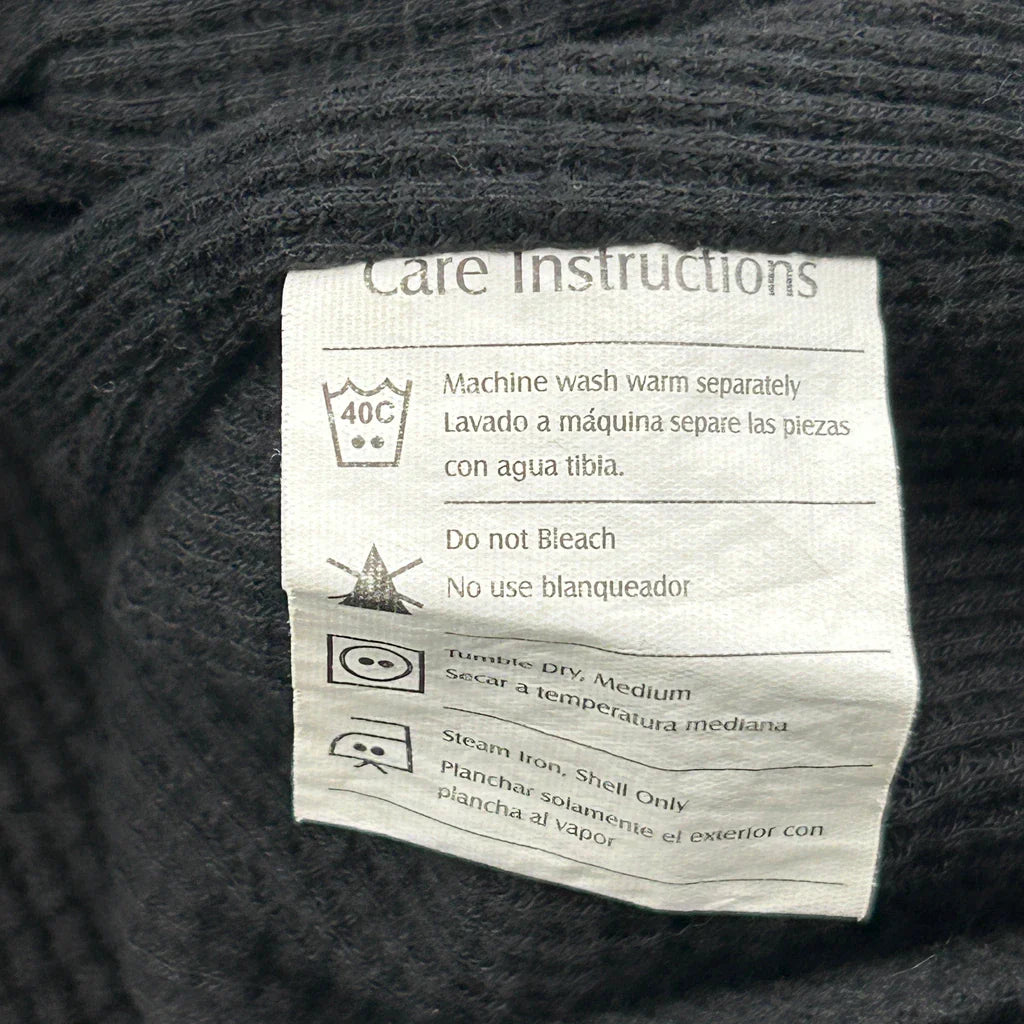 Care Instructions
40C
Machine wash warm separately
Lavado a máquina separe las piezas
con agua tibia.
Do not Bleach
No use blanqueador
Tumble Dry, Medium
Secar a temperatura mediana
Steam Iron, Shell Only
Planchar solamente el exterior con
plancha al vapor